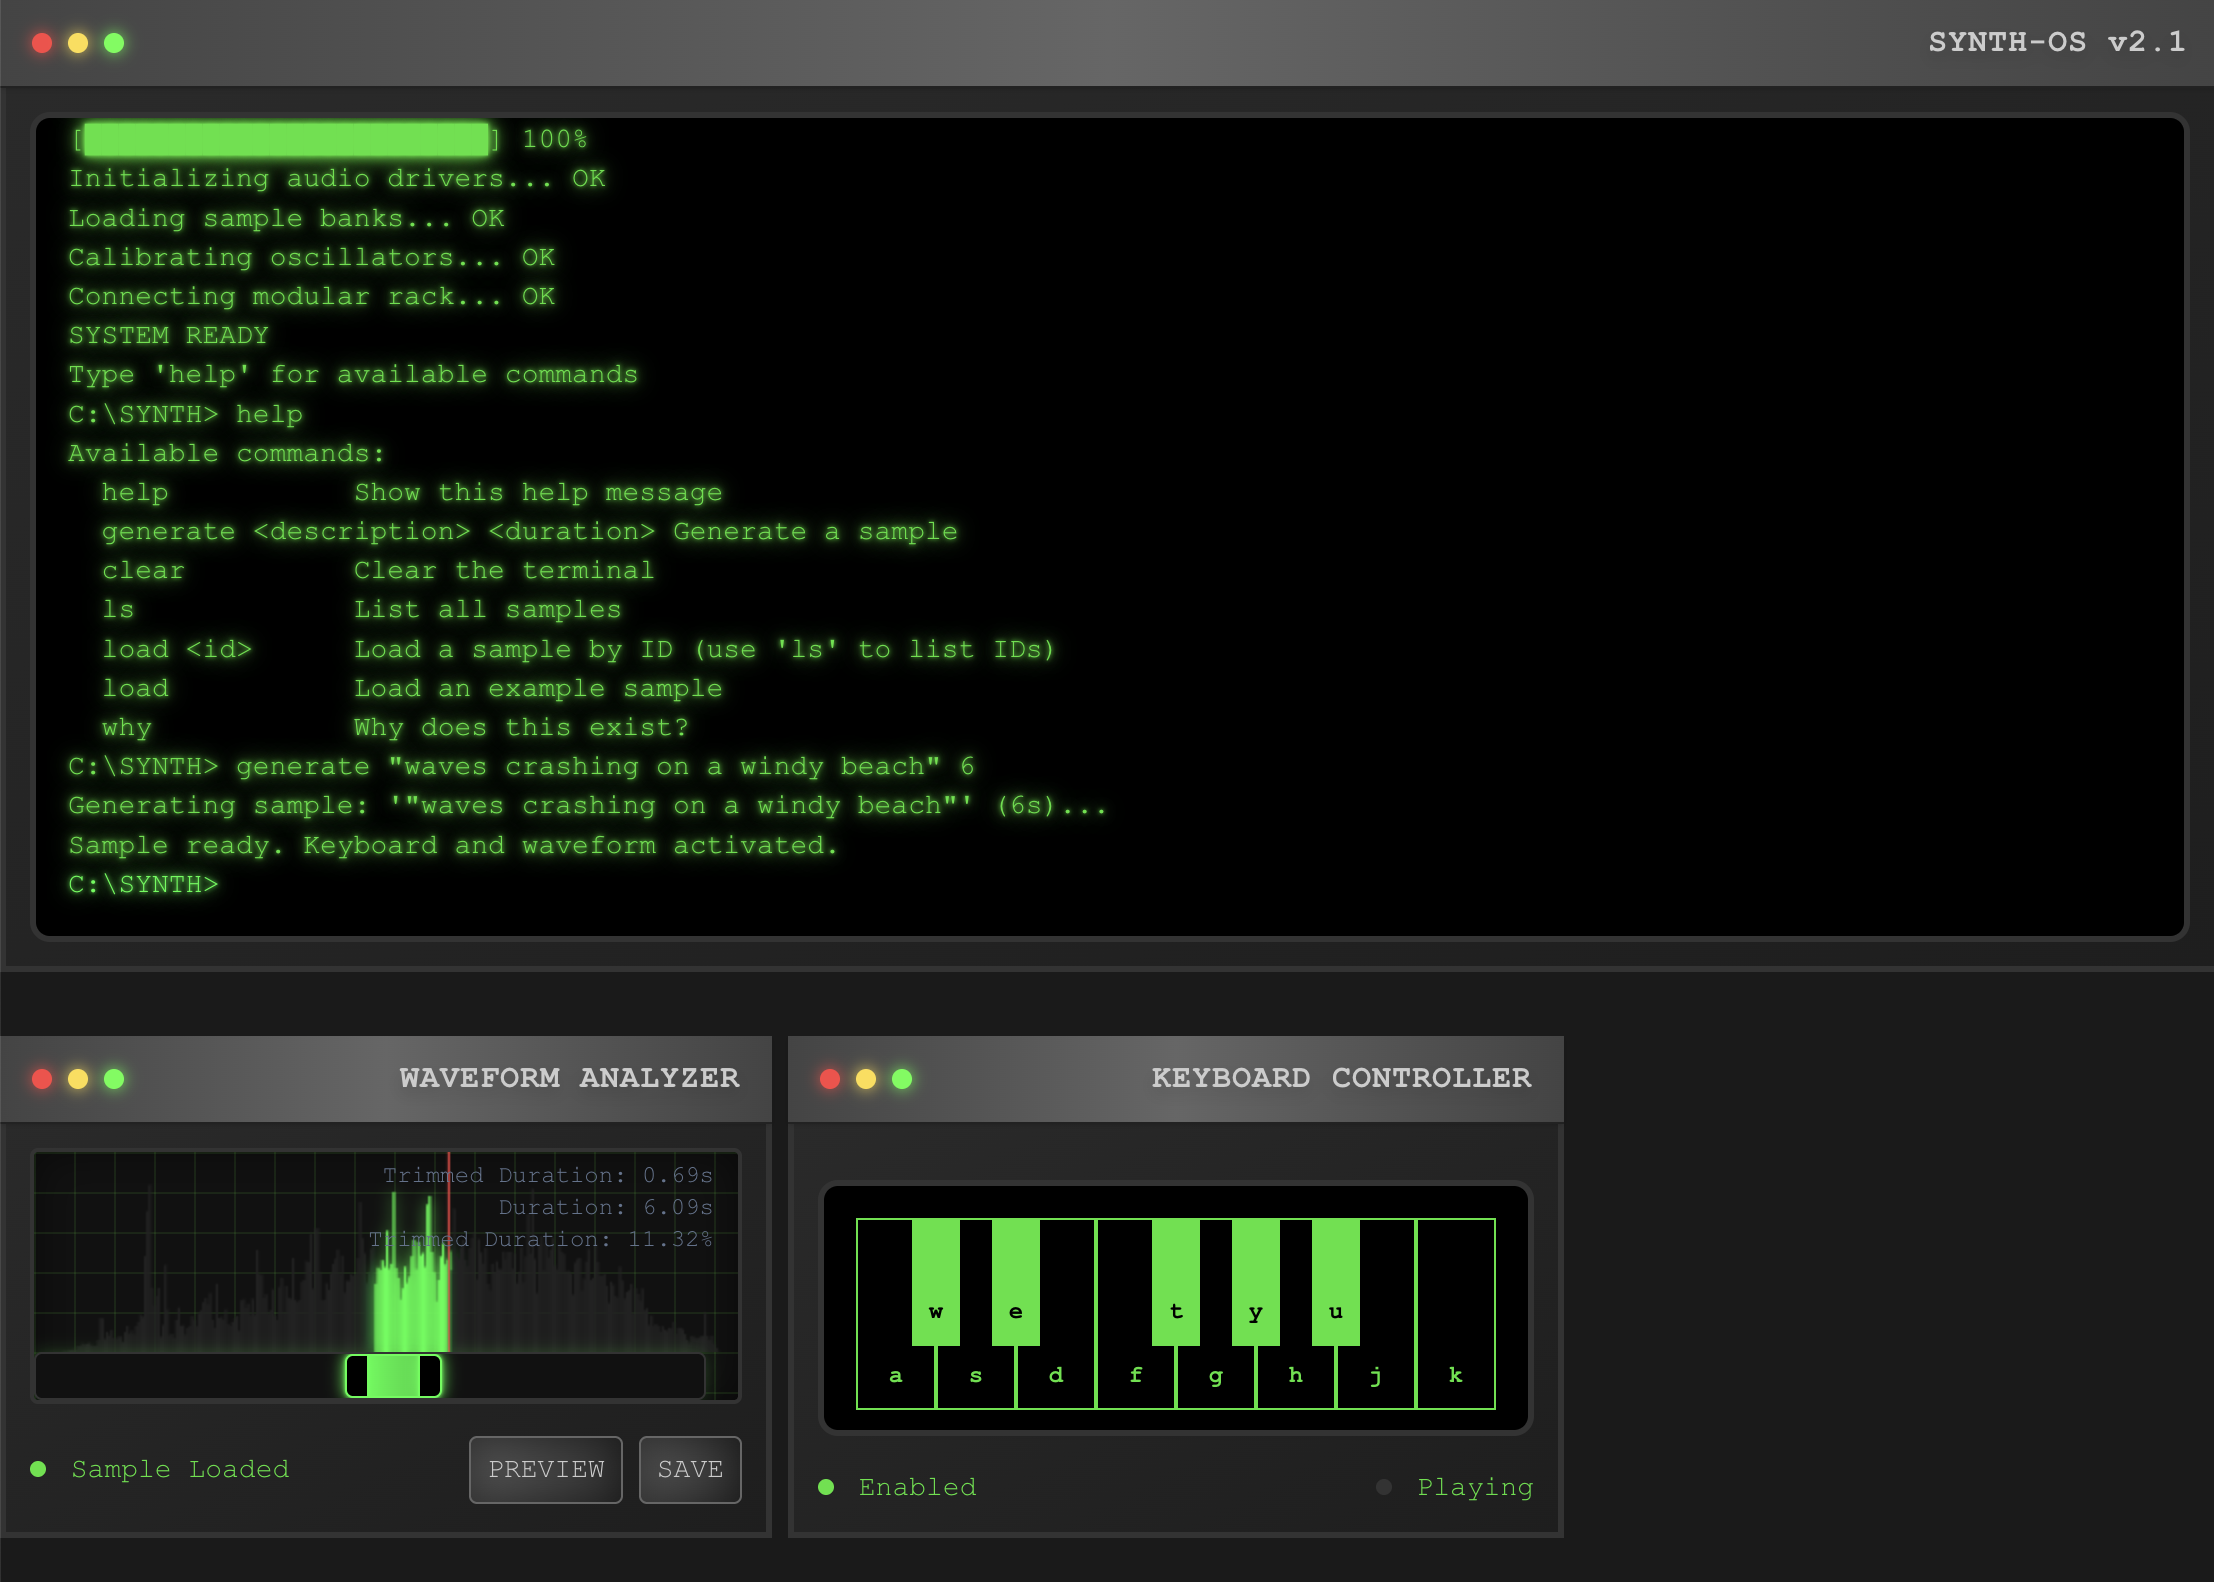 SYNTH-OS v2.1
[████████████████████████] 100%
Initializing audio drivers... OK
Loading sample banks... OK
Calibrating oscillators... OK
Connecting modular rack... OK
SYSTEM READY
Type 'help' for available commands
C:\SYNTH> help
Available commands:
  help           Show this help message
  generate <description> <duration> Generate a sample
  clear          Clear the terminal
  ls             List all samples
  load <id>      Load a sample by ID (use 'ls' to list IDs)
  load           Load an example sample
  why            Why does this exist?
C:\SYNTH> generate "waves crashing on a windy beach" 6
Generating sample: '"waves crashing on a windy beach"' (6s)...
Sample ready. Keyboard and waveform activated.
C:\SYNTH>
WAVEFORM ANALYZER
Trimmed Duration: 0.69s
Duration: 6.09s
Trimmed Duration: 11.32%
Sample Loaded
PREVIEW
SAVE
KEYBOARD CONTROLLER
w e t y u
a s d f g h j k
Enabled
Playing